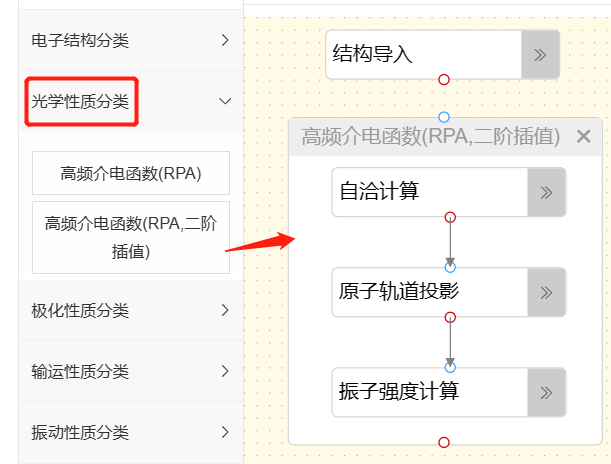 电子结构分类
光学性质分类
高频介电函数(RPA)
高频介电函数(RPA,二阶
插值)
极化性质分类
输运性质分类
振动性质分类
结构导入
高频介电函数(RPA,二阶插值)
自洽计算
原子轨道投影
振子强度计算